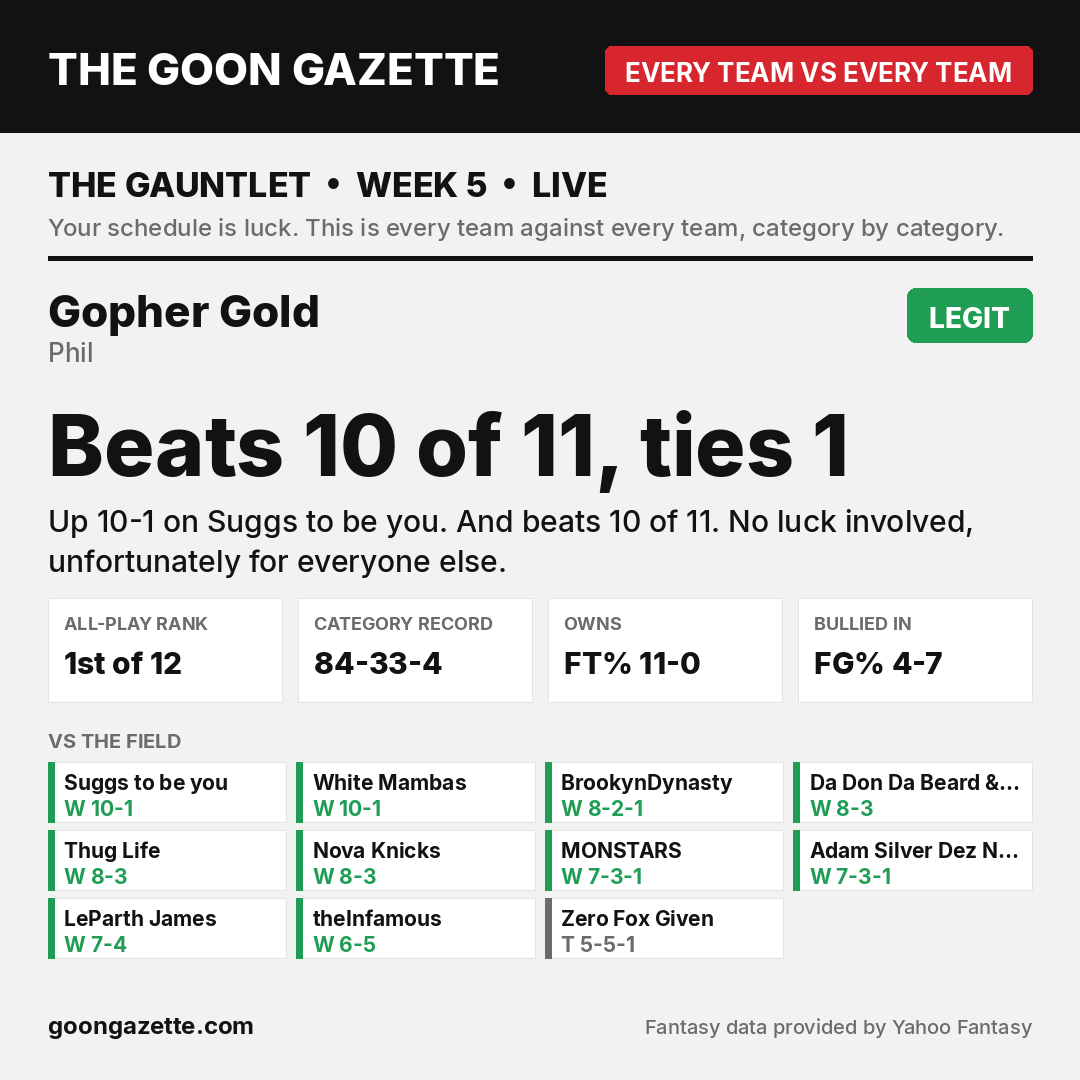 THE GOON GAZETTE
EVERY TEAM VS EVERY TEAM
THE GAUNTLET • WEEK 5 • LIVE
Your schedule is luck. This is every team against every team, category by category.
Gopher Gold
LEGIT
Phil
Beats 10 of 11, ties 1
Up 10-1 on Suggs to be you. And beats 10 of 11. No luck involved,
unfortunately for everyone else.
ALL-PLAY RANK
1st of 12
CATEGORY RECORD
84-33-4
OWNS
FT% 11-0
BULLIED IN
FG% 4-7
VS THE FIELD
Suggs to be you
W 10-1
White Mambas
W 10-1
BrookynDynasty
W 8-2-1
Da Don Da Beard &...
W 8-3
Thug Life
W 8-3
Nova Knicks
W 8-3
MONSTARS
W 7-3-1
Adam Silver Dez N...
W 7-3-1
LeParth James
W 7-4
theInfamous
W 6-5
Zero Fox Given
T 5-5-1
goongazette.com
Fantasy data provided by Yahoo Fantasy